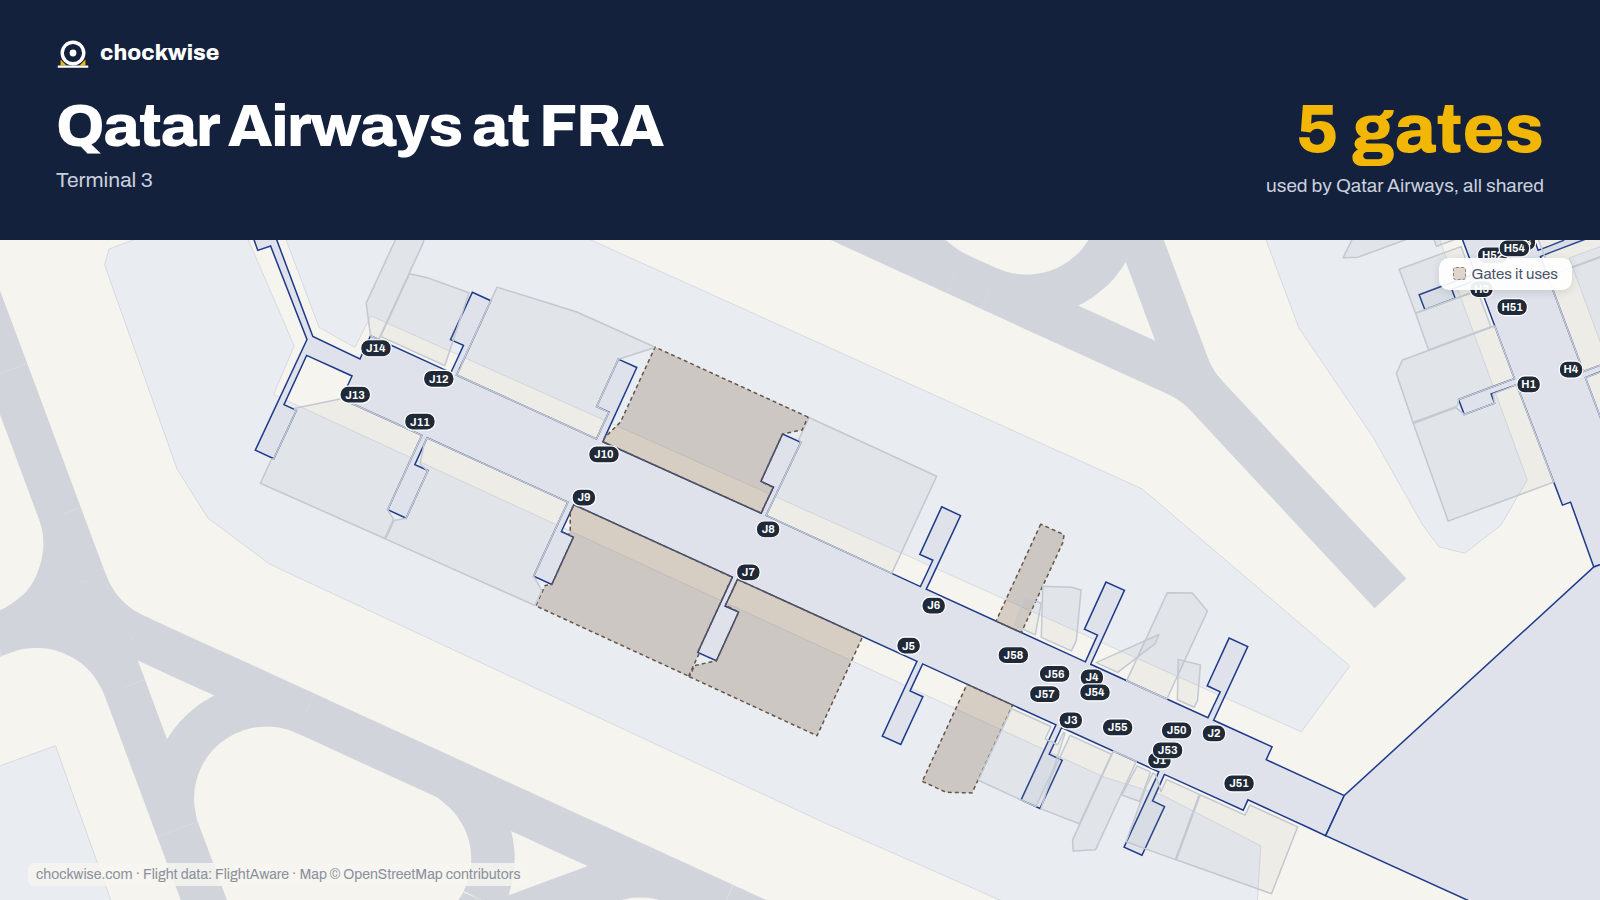 chockwise
Qatar Airways at FRA
Terminal 3
5 gates
used by Qatar Airways, all shared
H54
Gates it uses
H51
H4
H1
J14
J12
J13
J11
J10
J9
J8
J7
J6
J5
J58
J56
J4
J57
J54
J3
J55
J50
J2
J53
J1
J51
chockwise.com · Flight data: FlightAware · Map © OpenStreetMap contributors